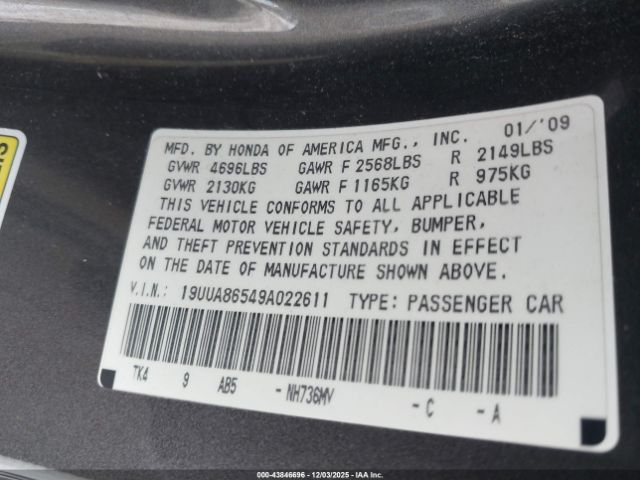 MFD. BY HONDA OF AMERICA MFG., INC. 01/'09
GVWR 4696LBS GAWR F 2568LBS R 2149LBS
GVWR 2130KG GAWR F 1165KG R 975KG
THIS VEHICLE CONFORMS TO ALL APPLICABLE
FEDERAL MOTOR VEHICLE SAFETY, BUMPER,
AND THEFT PREVENTION STANDARDS IN EFFECT
ON THE DATE OF MANUFACTURE SHOWN ABOVE.
V.I.N.: 19UUA86549A022611 TYPE: PASSENGER CAR
TK4 9 AB5 -NH736MV -C -A
000-43846696 - 12/03/2025 - IAA Inc.